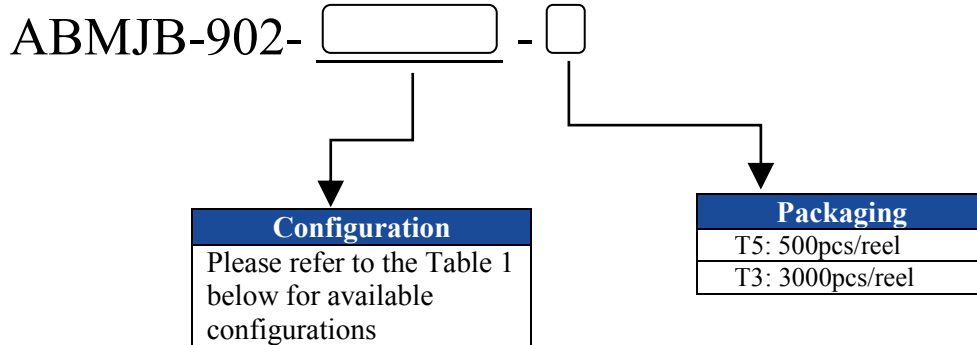 ABMJB-902- -
Configuration
Please refer to the Table 1
below for available
configurations
Packaging
T5: 500pcs/reel
T3: 3000pcs/reel